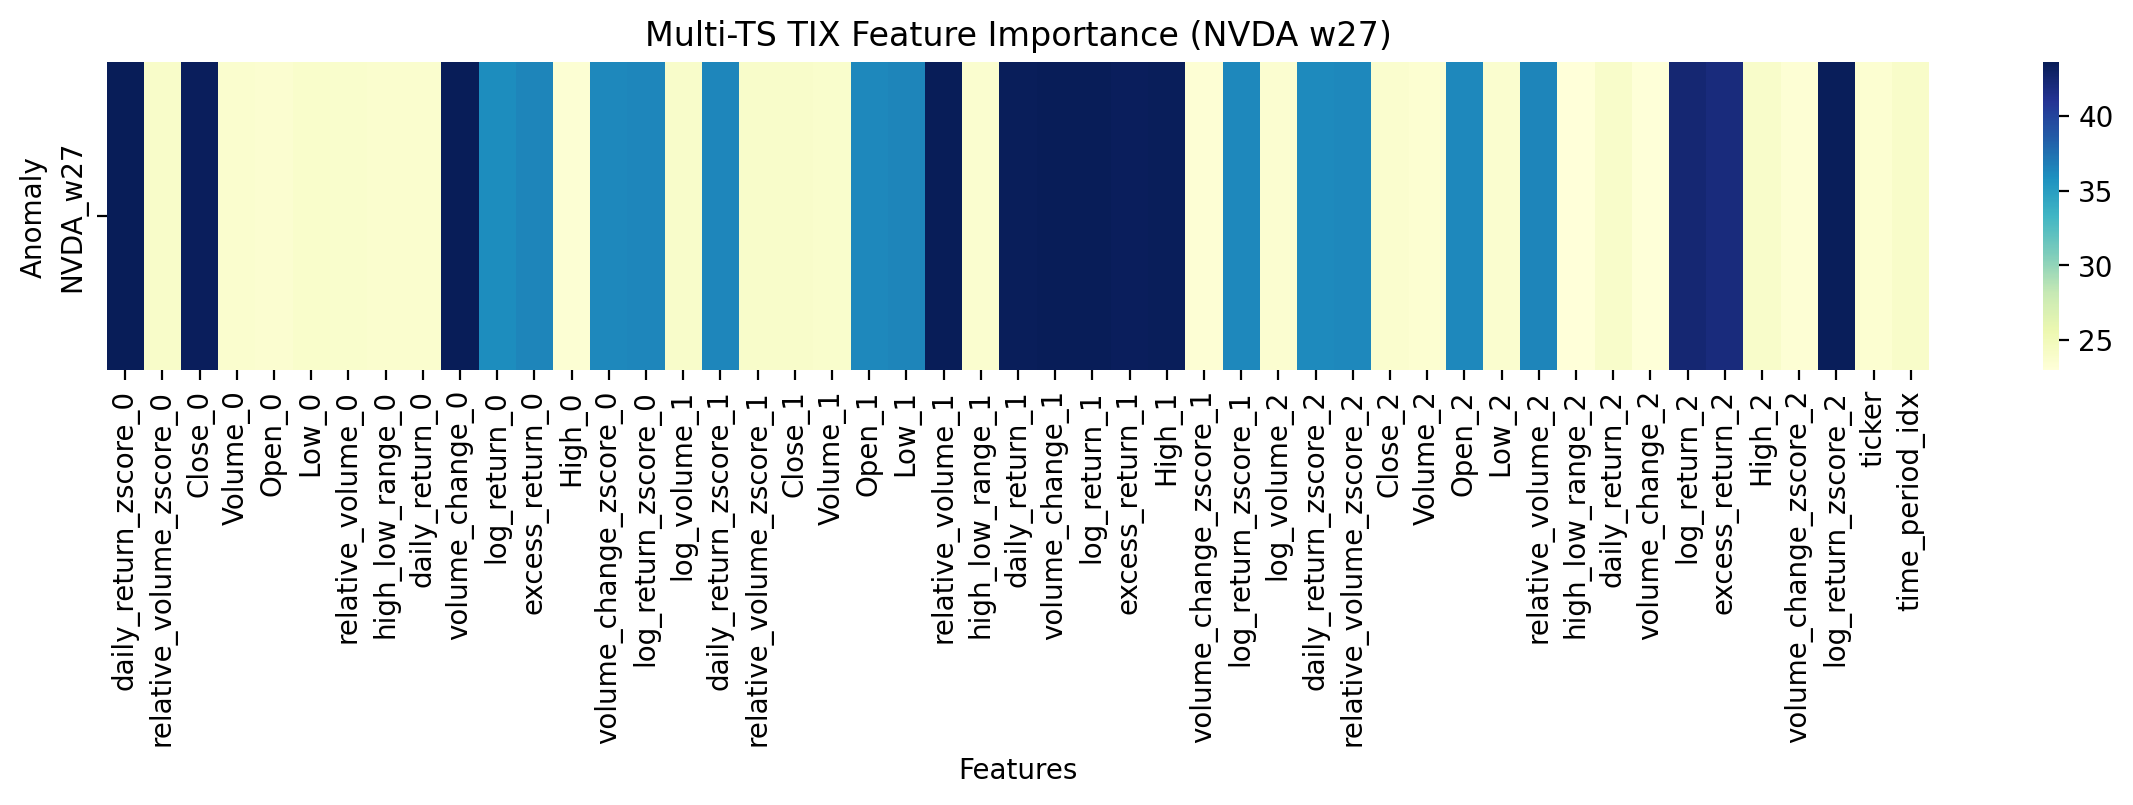 Multi-TS TIX Feature Importance (NVDA w27)
Anomaly
NVDA_w27
40
35
30
25
daily_return_zscore_0
relative_volume_zscore_0
Close_0
Volume_0
Open_0
Low_0
relative_volume_0
high_low_range_0
daily_return_0
volume_change_0
log_return_0
excess_return_0
High_0
volume_change_zscore_0
log_return_zscore_0
log_volume_1
daily_return_zscore_1
relative_volume_zscore_1
Close_1
Volume_1
Open_1
Low_1
relative_volume_1
high_low_range_1
daily_return_1
volume_change_1
log_return_1
excess_return_1
High_1
volume_change_zscore_1
log_return_zscore_1
log_volume_2
daily_return_zscore_2
relative_volume_zscore_2
Close_2
Volume_2
Open_2
Low_2
relative_volume_2
high_low_range_2
daily_return_2
volume_change_2
log_return_2
excess_return_2
High_2
volume_change_zscore_2
log_return_zscore_2
ticker
time_period_idx
Features